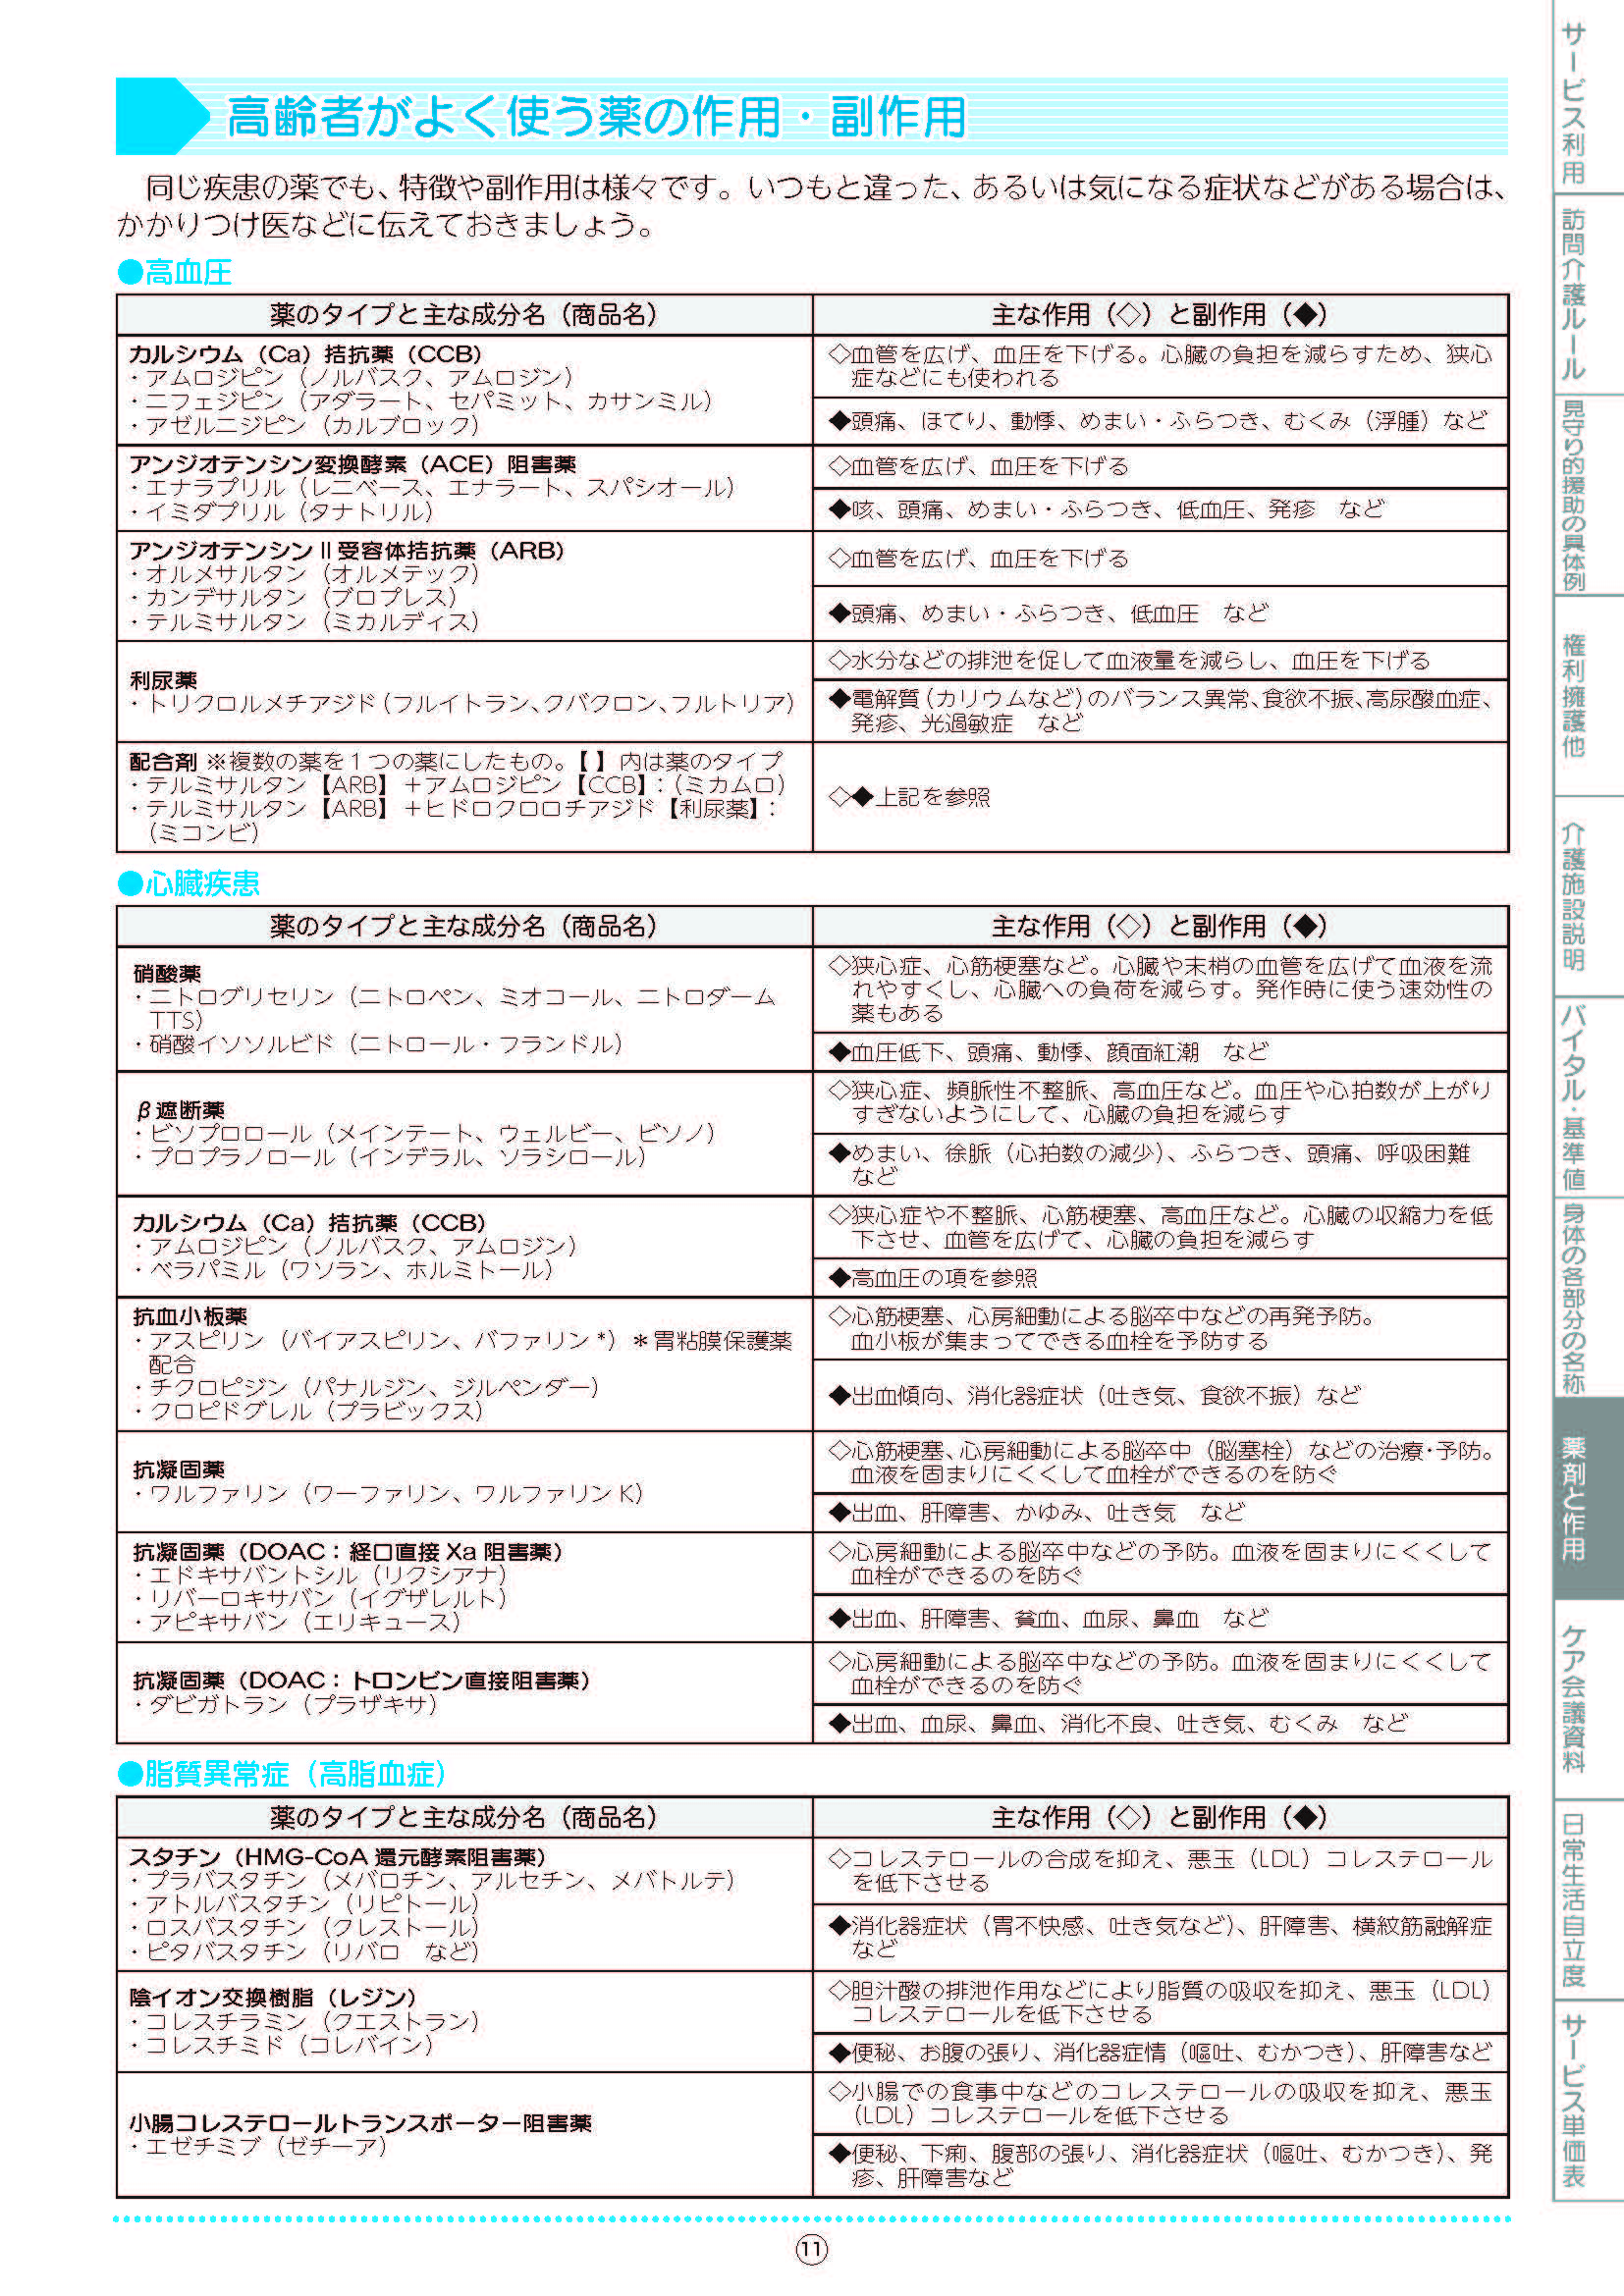 高齢者がよく使う薬の作用・副作用
同じ疾患の薬でも、特徴や副作用は様々です。いつもと違った、あるいは気になる症状などがある場合は、
かかりつけ医などに伝えておきましょう。
●高血圧
薬のタイプと主な成分名（商品名）
主な作用（◇）と副作用（◆）
カルシウム（Ca）拮抗薬（CCB）
・アムロジピン（ノルバスク、アムロジン）
・ニフェジピン（アダラート、セパミット、カサンミル）
・アゼルニジピン（カルブロック）
◇血管を広げ、血圧を下げる。心臓の負担を減らすため、狭心
症などにも使われる
◆頭痛、ほてり、動悸、めまい・ふらつき、むくみ（浮腫）など
アンジオテンシン変換酵素（ACE）阻害薬
・エナラプリル（レニベース、エナラート、スパシオール）
・イミダプリル（タナトリル）
◇血管を広げ、血圧を下げる
◆咳、頭痛、めまい・ふらつき、低血圧、発疹　など
アンジオテンシンⅡ受容体拮抗薬（ARB）
・オルメサルタン（オルメテック）
・カンデサルタン（ブロプレス）
・テルミサルタン（ミカルディス）
◇血管を広げ、血圧を下げる
◆頭痛、めまい・ふらつき、低血圧　など
利尿薬
・トリクロルメチアジド（フルイトラン、クバクロン、フルトリア）
◇水分などの排泄を促して血液量を減らし、血圧を下げる
◆電解質（カリウムなど）のバランス異常、食欲不振、高尿酸血症、
発疹、光過敏症　など
配合剤 ※複数の薬を１つの薬にしたもの。【 】内は薬のタイプ
・テルミサルタン【ARB】＋アムロジピン【CCB】：（ミカムロ）
・テルミサルタン【ARB】＋ヒドロクロロチアジド【利尿薬】：
（ミコンビ）
◇◆上記を参照
●心臓疾患
薬のタイプと主な成分名（商品名）
主な作用（◇）と副作用（◆）
硝酸薬
・ニトログリセリン（ニトロペン、ミオコール、ニトロダーム
TTS）
・硝酸イソソルビド（ニトロール・フランドル）
◇狭心症、心筋梗塞など。心臓や末梢の血管を広げて血液を流
れやすくし、心臓への負荷を減らす。発作時に使う速効性の
薬もある
◆血圧低下、頭痛、動悸、顔面紅潮　など
β遮断薬
・ビソプロロール（メインテート、ウェルビー、ビソノ）
・プロプラノロール（インデラル、ソラシロール）
◇狭心症、頻脈性不整脈、高血圧など。血圧や心拍数が上がり
すぎないようにして、心臓の負担を減らす
◆めまい、徐脈（心拍数の減少）、ふらつき、頭痛、呼吸困難
など
カルシウム（Ca）拮抗薬（CCB）
・アムロジピン（ノルバスク、アムロジン）
・ベラパミル（ワソラン、ホルミトール）
◇狭心症や不整脈、心筋梗塞、高血圧など。心臓の収縮力を低
下させ、血管を広げて、心臓の負担を減らす
◆高血圧の項を参照
抗血小板薬
・アスピリン（バイアスピリン、バファリン*）＊胃粘膜保護薬
配合
・チクロピジン（パナルジン、ジルペンダー）
・クロピドグレル（プラビックス）
◇心筋梗塞、心房細動による脳卒中などの再発予防。
血小板が集まってできる血栓を予防する
◆出血傾向、消化器症状（吐き気、食欲不振）など
抗凝固薬
・ワルファリン（ワーファリン、ワルファリンK）
◇心筋梗塞、心房細動による脳卒中（脳塞栓）などの治療・予防。
血液を固まりにくくして血栓ができるのを防ぐ
◆出血、肝障害、かゆみ、吐き気　など
抗凝固薬（DOAC：経口直接 Xa 阻害薬）
・エドキサバントシル（リクシアナ）
・リバーロキサバン（イグザレルト）
・アピキサバン（エリキュース）
◇心房細動による脳卒中などの予防。血液を固まりにくくして
血栓ができるのを防ぐ
◆出血、肝障害、貧血、血尿、鼻血　など
抗凝固薬（DOAC：トロンビン直接阻害薬）
・ダビガトラン（プラザキサ）
◇心房細動による脳卒中などの予防。血液を固まりにくくして
血栓ができるのを防ぐ
◆出血、血尿、鼻血、消化不良、吐き気、むくみ　など
●脂質異常症（高脂血症）
薬のタイプと主な成分名（商品名）
主な作用（◇）と副作用（◆）
スタチン（HMG-CoA 還元酵素阻害薬）
・プラバスタチン（メバロチン、アルセチン、メバトルテ）
・アトルバスタチン（リピトール）
・ロスバスタチン（クレストール）
・ピタバスタチン（リバロ　など）
◇コレステロールの合成を抑え、悪玉（LDL）コレステロール
を低下させる
◆消化器症状（胃不快感、吐き気など）、肝障害、横紋筋融解症
など
陰イオン交換樹脂（レジン）
・コレスチラミン（クエストラン）
・コレスチミド（コレバイン）
◇胆汁酸の排泄作用などにより脂質の吸収を抑え、悪玉（LDL）
コレステロールを低下させる
◆便秘、お腹の張り、消化器症情（嘔吐、むかつき）、肝障害など
小腸コレステロールトランスポーター阻害薬
・エゼチミブ（ゼチーア）
◇小腸での食事中などのコレステロールの吸収を抑え、悪玉
（LDL）コレステロールを低下させる
◆便秘、下痢、腹部の張り、消化器症状（嘔吐、むかつき）、発
疹、肝障害など
11
サービス利用
訪問介護ルール
見守り的援助の具体例
権利擁護他
介護施設説明
バイタル・基準値
身体の各部分の名称
薬剤と作用
ケア会議資料
日常生活自立度
サービス単価表